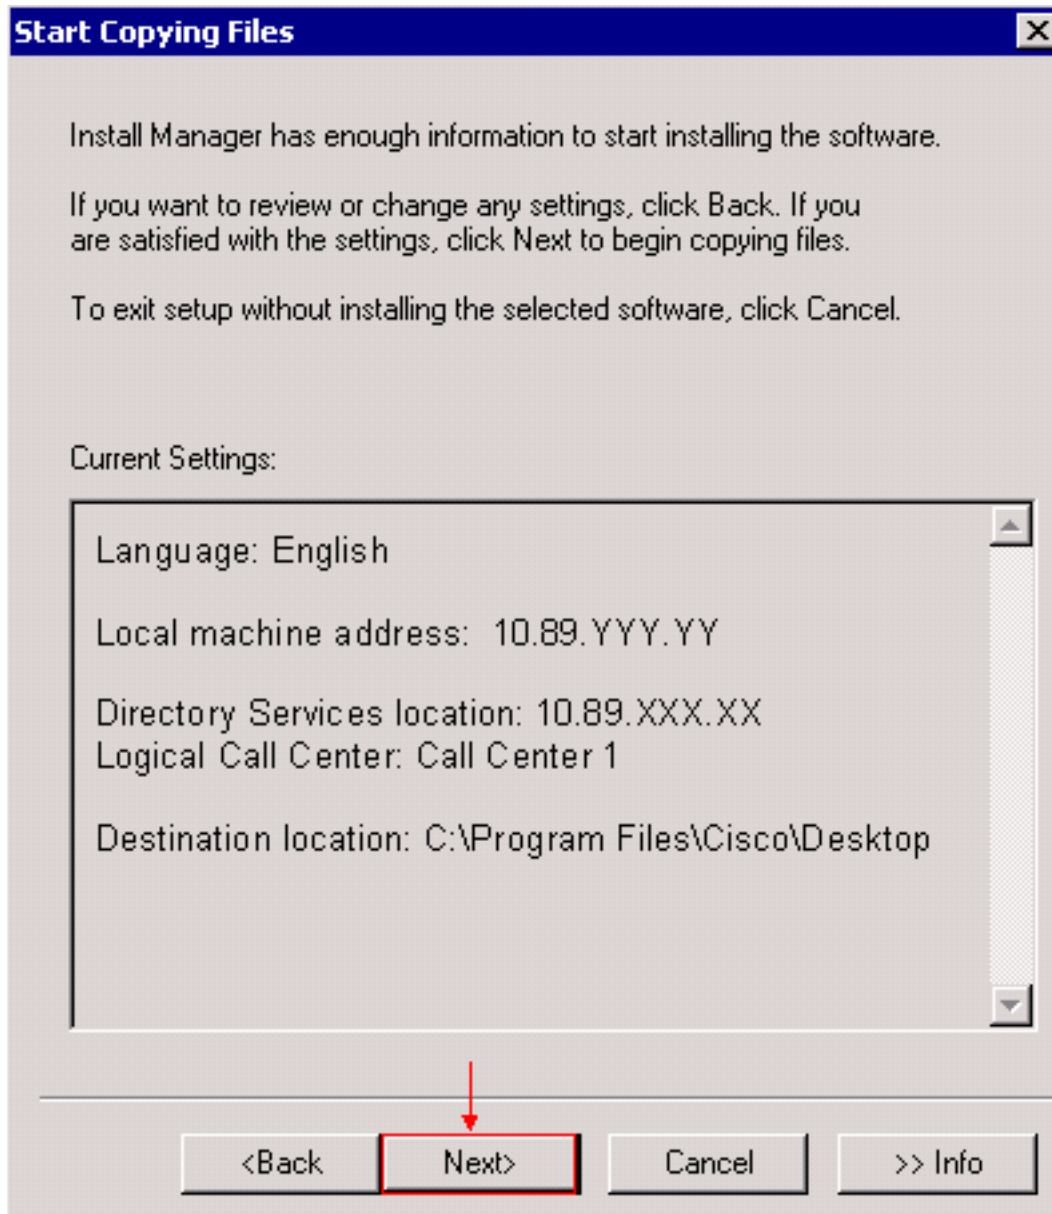 Start Copying Files
Install Manager has enough information to start installing the software.
If you want to review or change any settings, click Back. If you
are satisfied with the settings, click Next to begin copying files.
To exit setup without installing the selected software, click Cancel.
Current Settings:
Language: English
Local machine address:  10.89.YYY.YY
Directory Services location: 10.89.XXX.XX
Logical Call Center: Call Center 1
Destination location: C:\Program Files\Cisco\Desktop
<Back
Next>
Cancel
>> Info